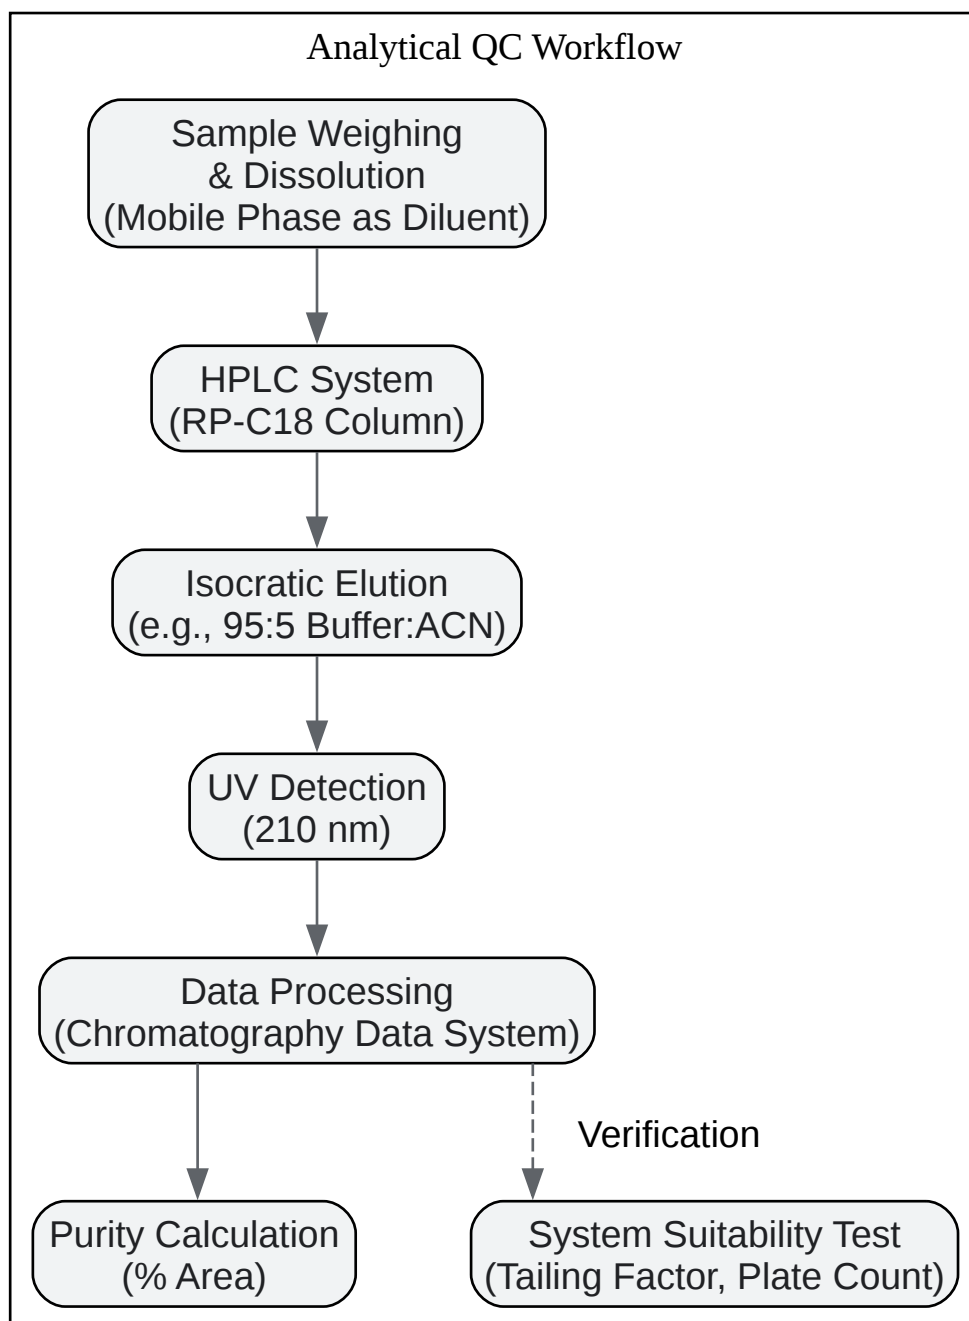 Analytical QC Workflow
Sample Weighing
& Dissolution
(Mobile Phase as Diluent)
HPLC System
(RP-C18 Column)
Isocratic Elution
(e.g., 95:5 Buffer:ACN)
UV Detection
(210 nm)
Data Processing
(Chromatography Data System)
Verification
Purity Calculation
(% Area)
System Suitability Test
(Tailing Factor, Plate Count)